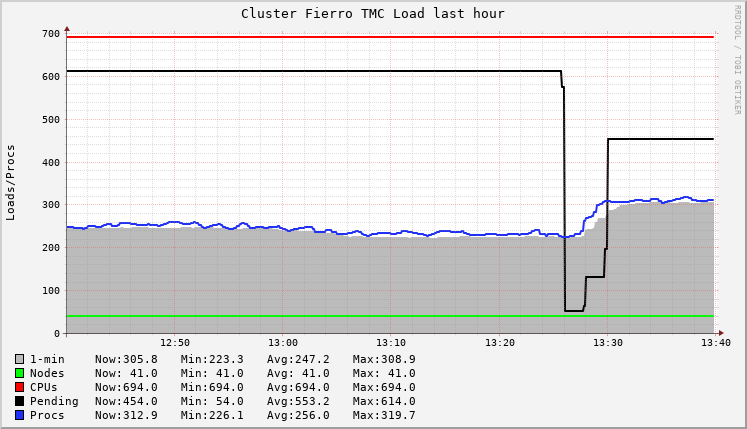 Cluster Fierro TMC Load last hour
RRDTOOL / TOBI OETIKER
Loads/Procs
700
600
500
400
300
200
100
0
12:50 13:00 13:10 13:20 13:30 13:40
1-min Now:305.8 Min:223.3 Avg:247.2 Max:308.9
Nodes Now: 41.0 Min: 41.0 Avg: 41.0 Max: 41.0
CPUs Now:694.0 Min:694.0 Avg:694.0 Max:694.0
Pending Now:454.0 Min: 54.0 Avg:553.2 Max:614.0
Procs Now:312.9 Min:226.1 Avg:256.0 Max:319.7